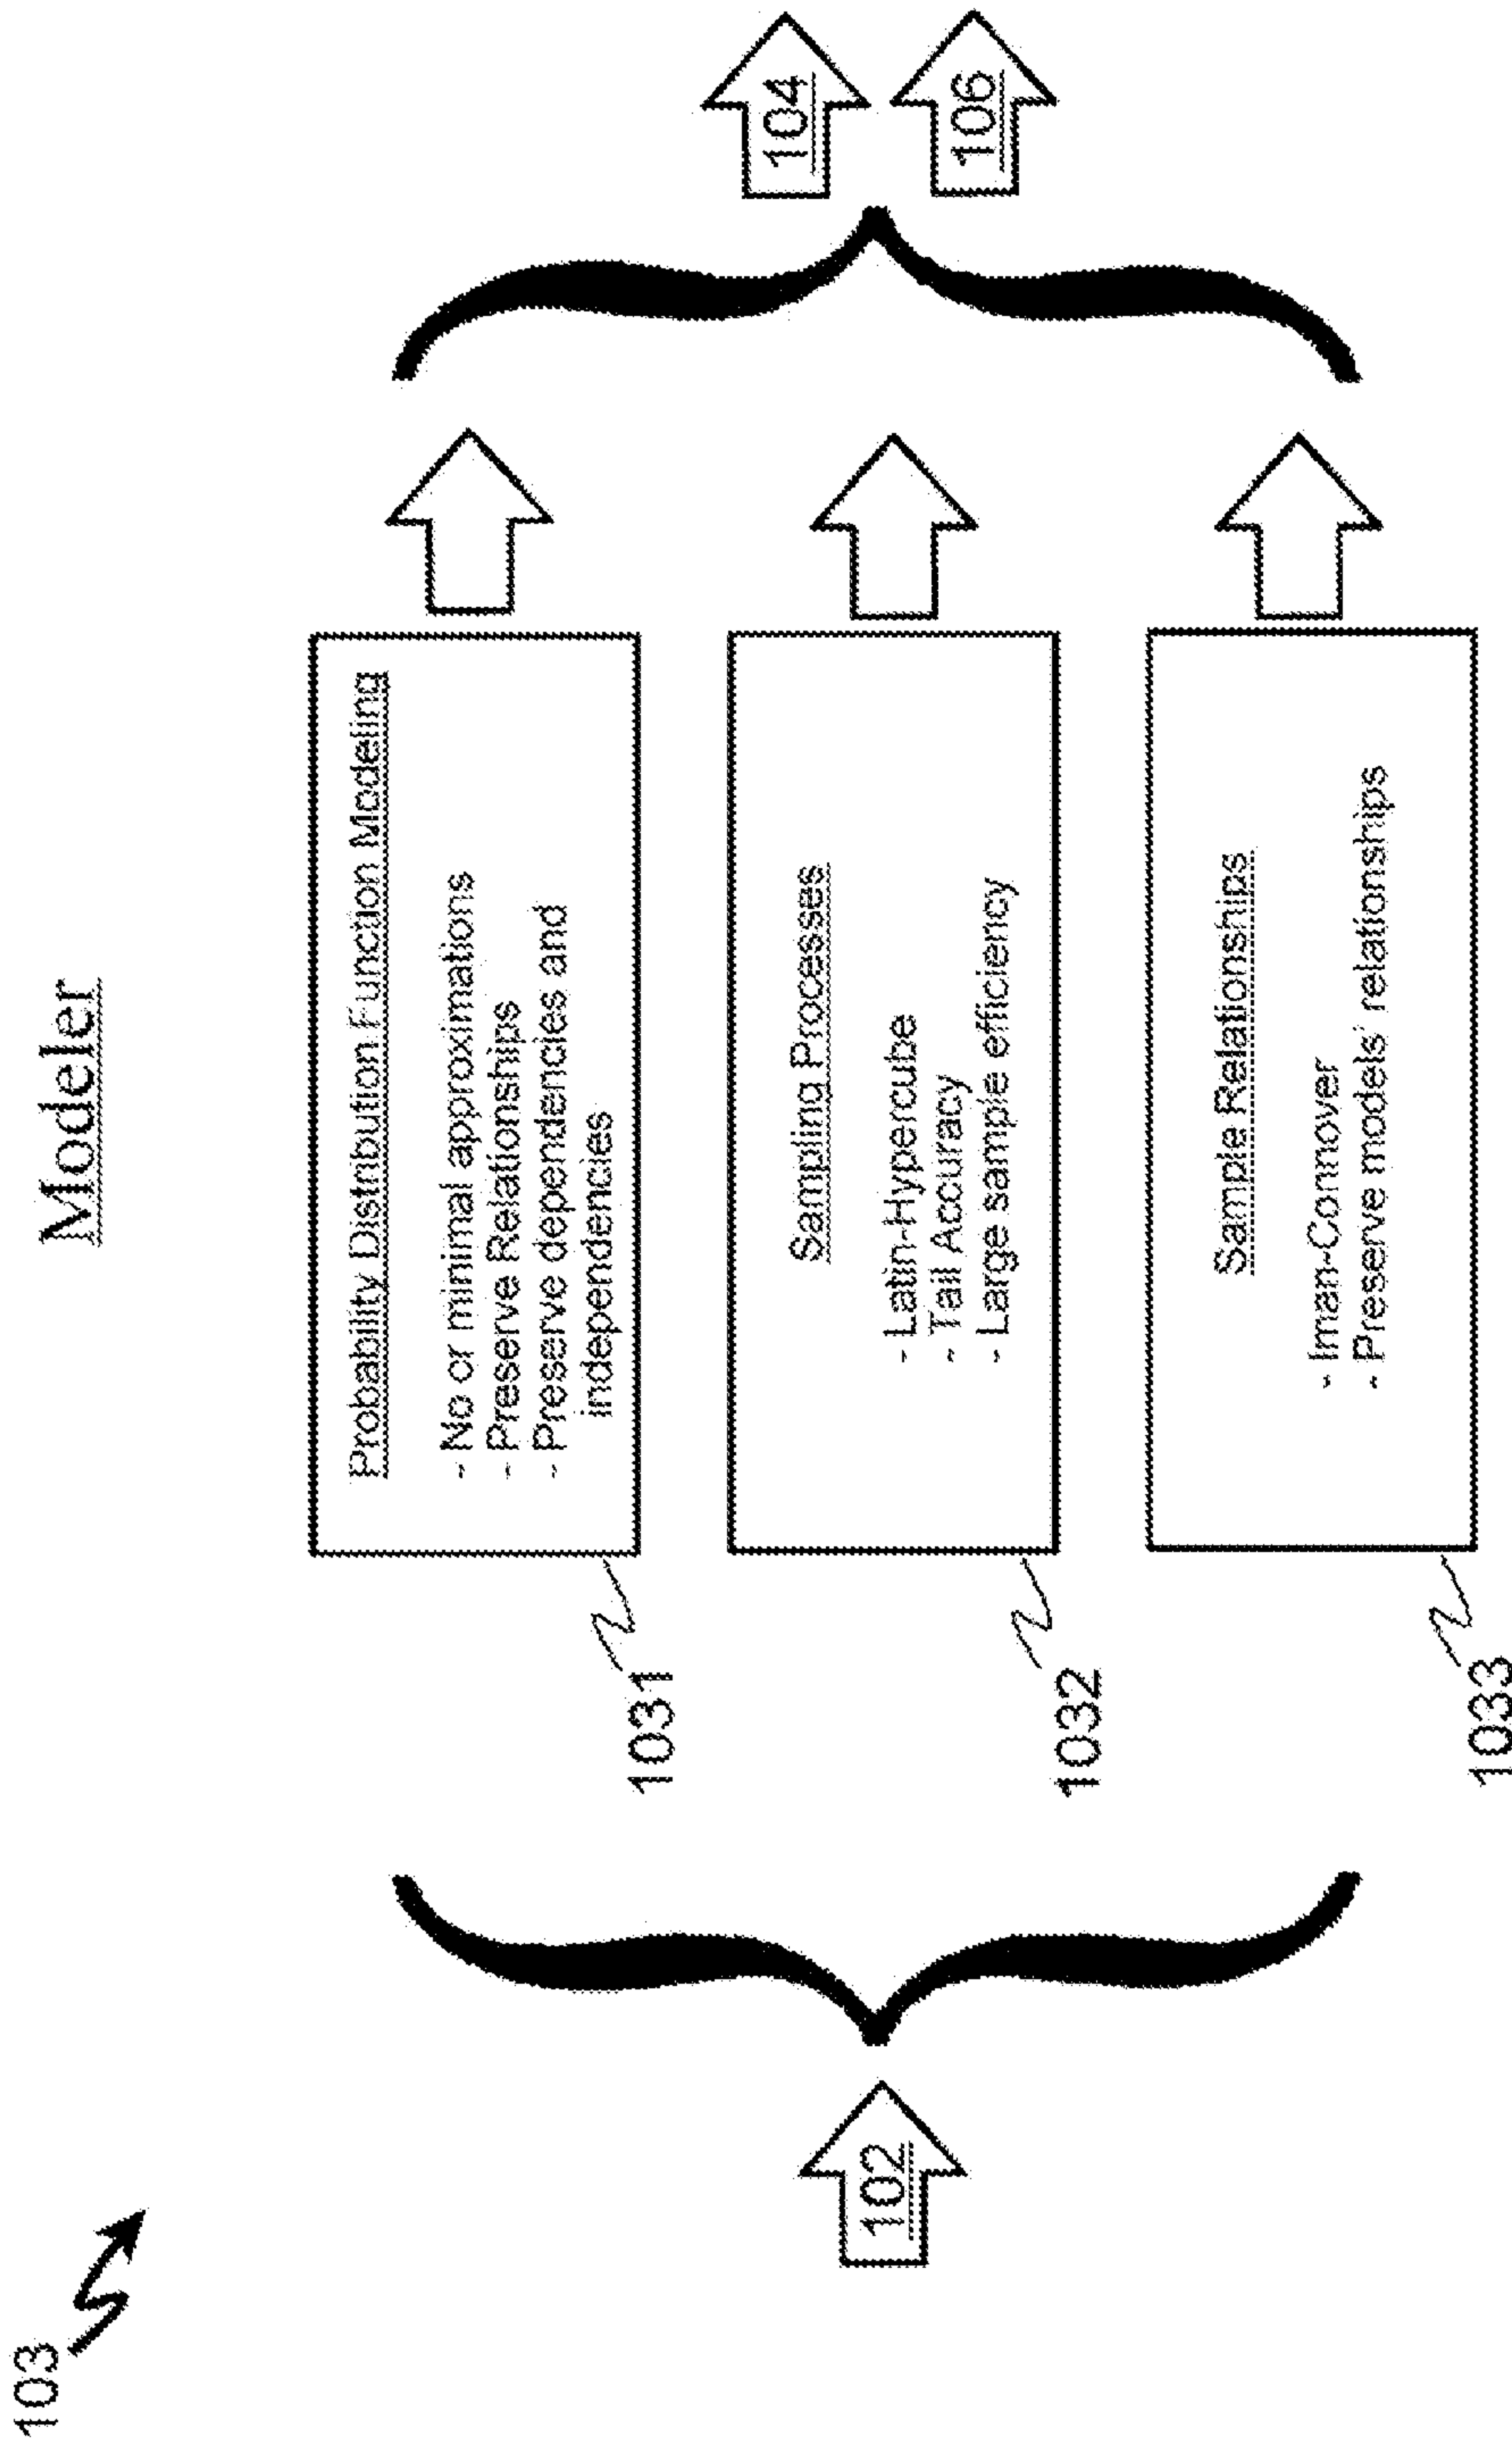 103
Modeler
102
1031
Probability Distribution Function Modeling
- No or minimal approximations
- Preserve Relationships
- Preserve dependencies and
independencies
1032
Sampling Processes
- Latin-Hypercube
- Tail Accuracy
- Large sample efficiency
1033
Sample Relationships
- Iman-Connover
- Preserve models' relationships
104
106